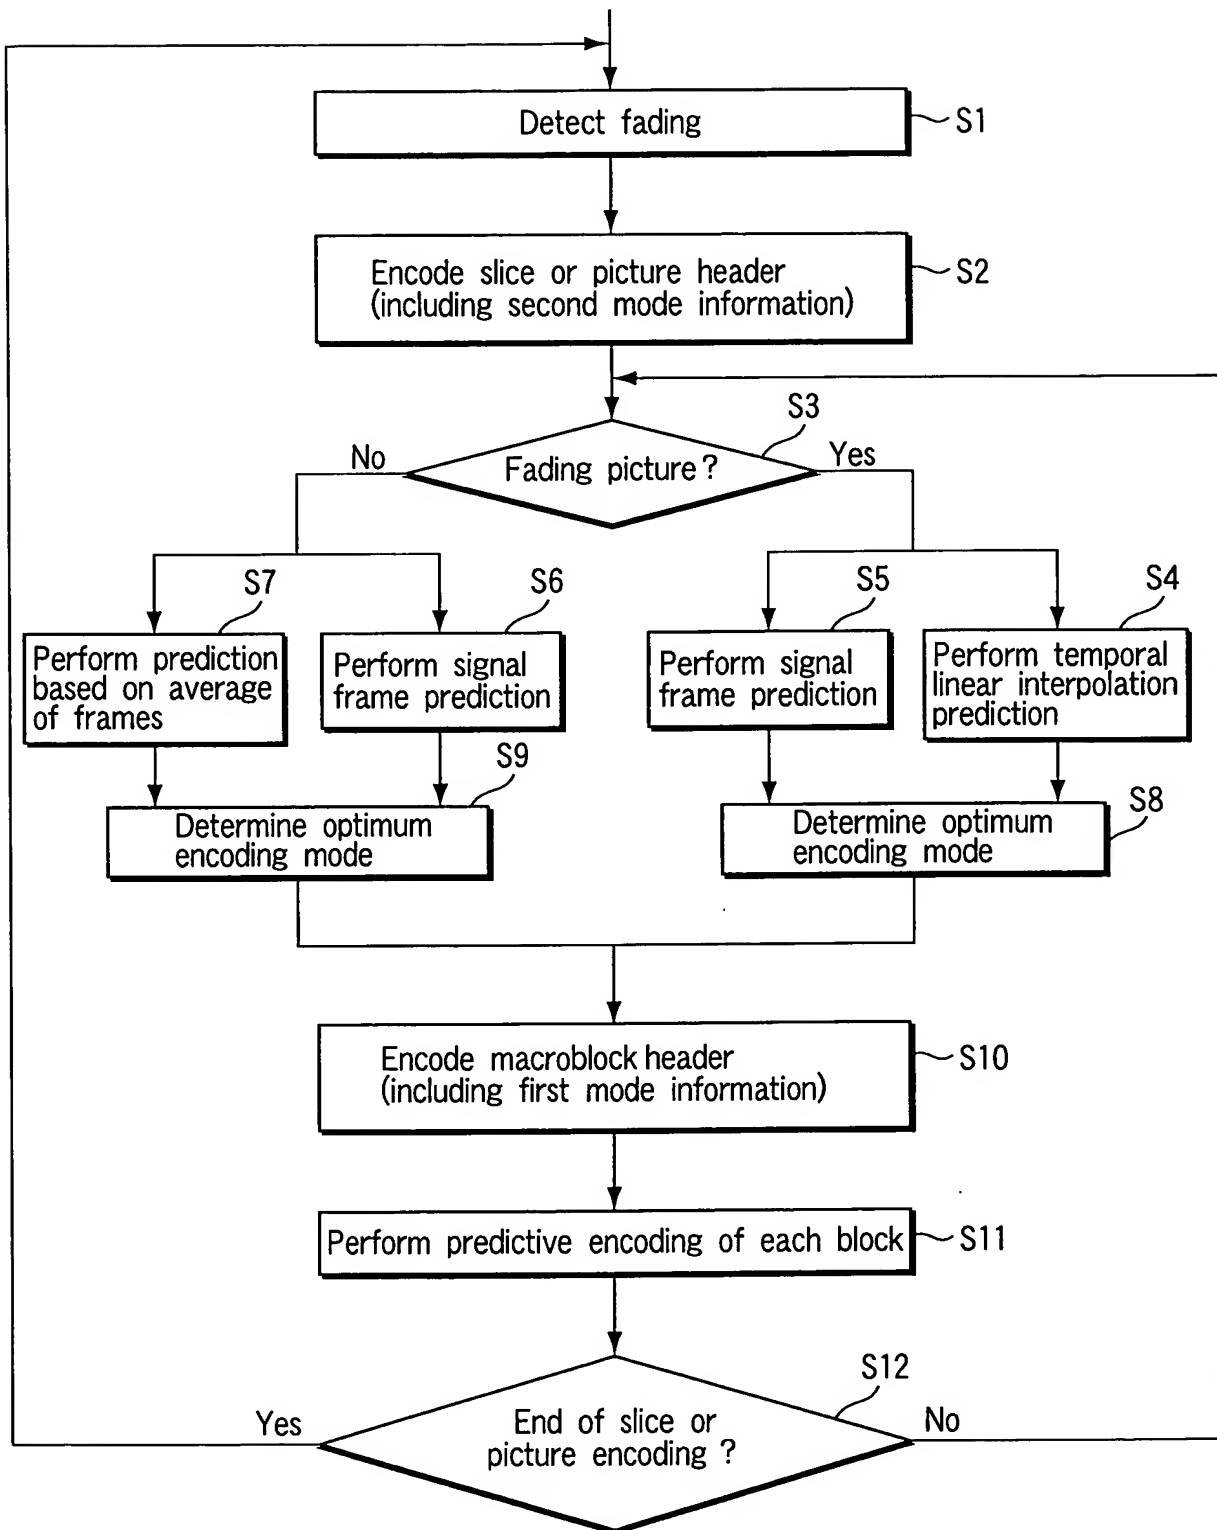 Detect fading
S1
Encode slice or picture header
(including second mode information)
S2
S3
No
Fading picture?
Yes
S7
S6
S5
S4
Perform prediction
based on average
of frames
Perform signal
frame prediction
Perform signal
frame prediction
Perform temporal
linear interpolation
prediction
S9
S8
Determine optimum
encoding mode
Determine optimum
encoding mode
Encode macroblock header
(including first mode information)
S10
Perform predictive encoding of each block
S11
S12
Yes
End of slice or
picture encoding ?
No